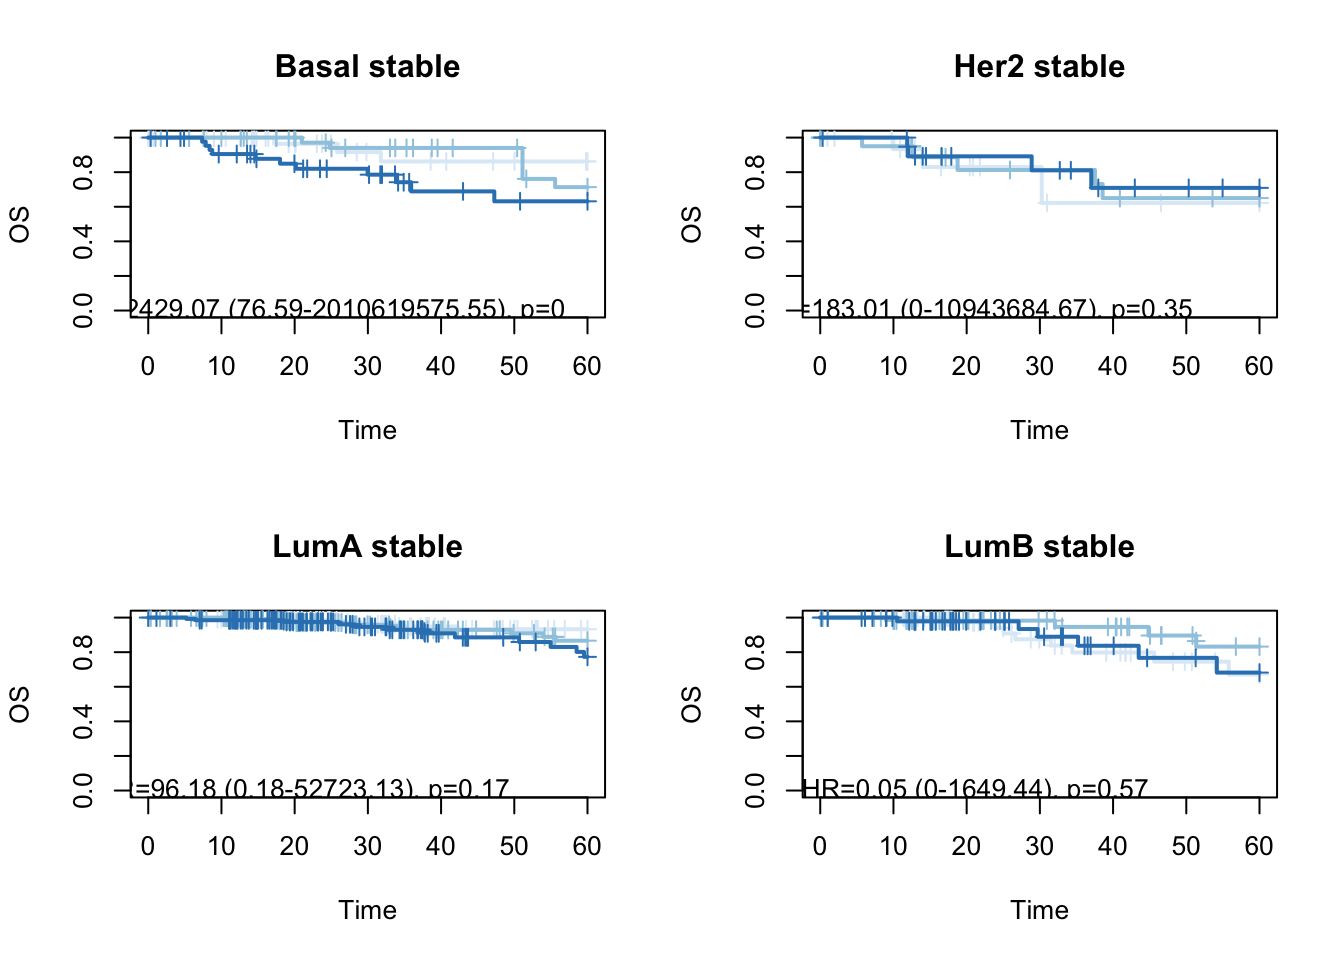 Basal stable
OS
0.0 0.4 0.8
2429.07 (76.59-2010619575.55), p=0
0 10 20 30 40 50 60
Time
Her2 stable
OS
0.0 0.4 0.8
=183.01 (0-10943684.67), p=0.35
0 10 20 30 40 50 60
Time
LumA stable
OS
0.0 0.4 0.8
=96.18 (0.18-52723.13), p=0.17
0 10 20 30 40 50 60
Time
LumB stable
OS
0.0 0.4 0.8
HR=0.05 (0-1649.44), p=0.57
0 10 20 30 40 50 60
Time